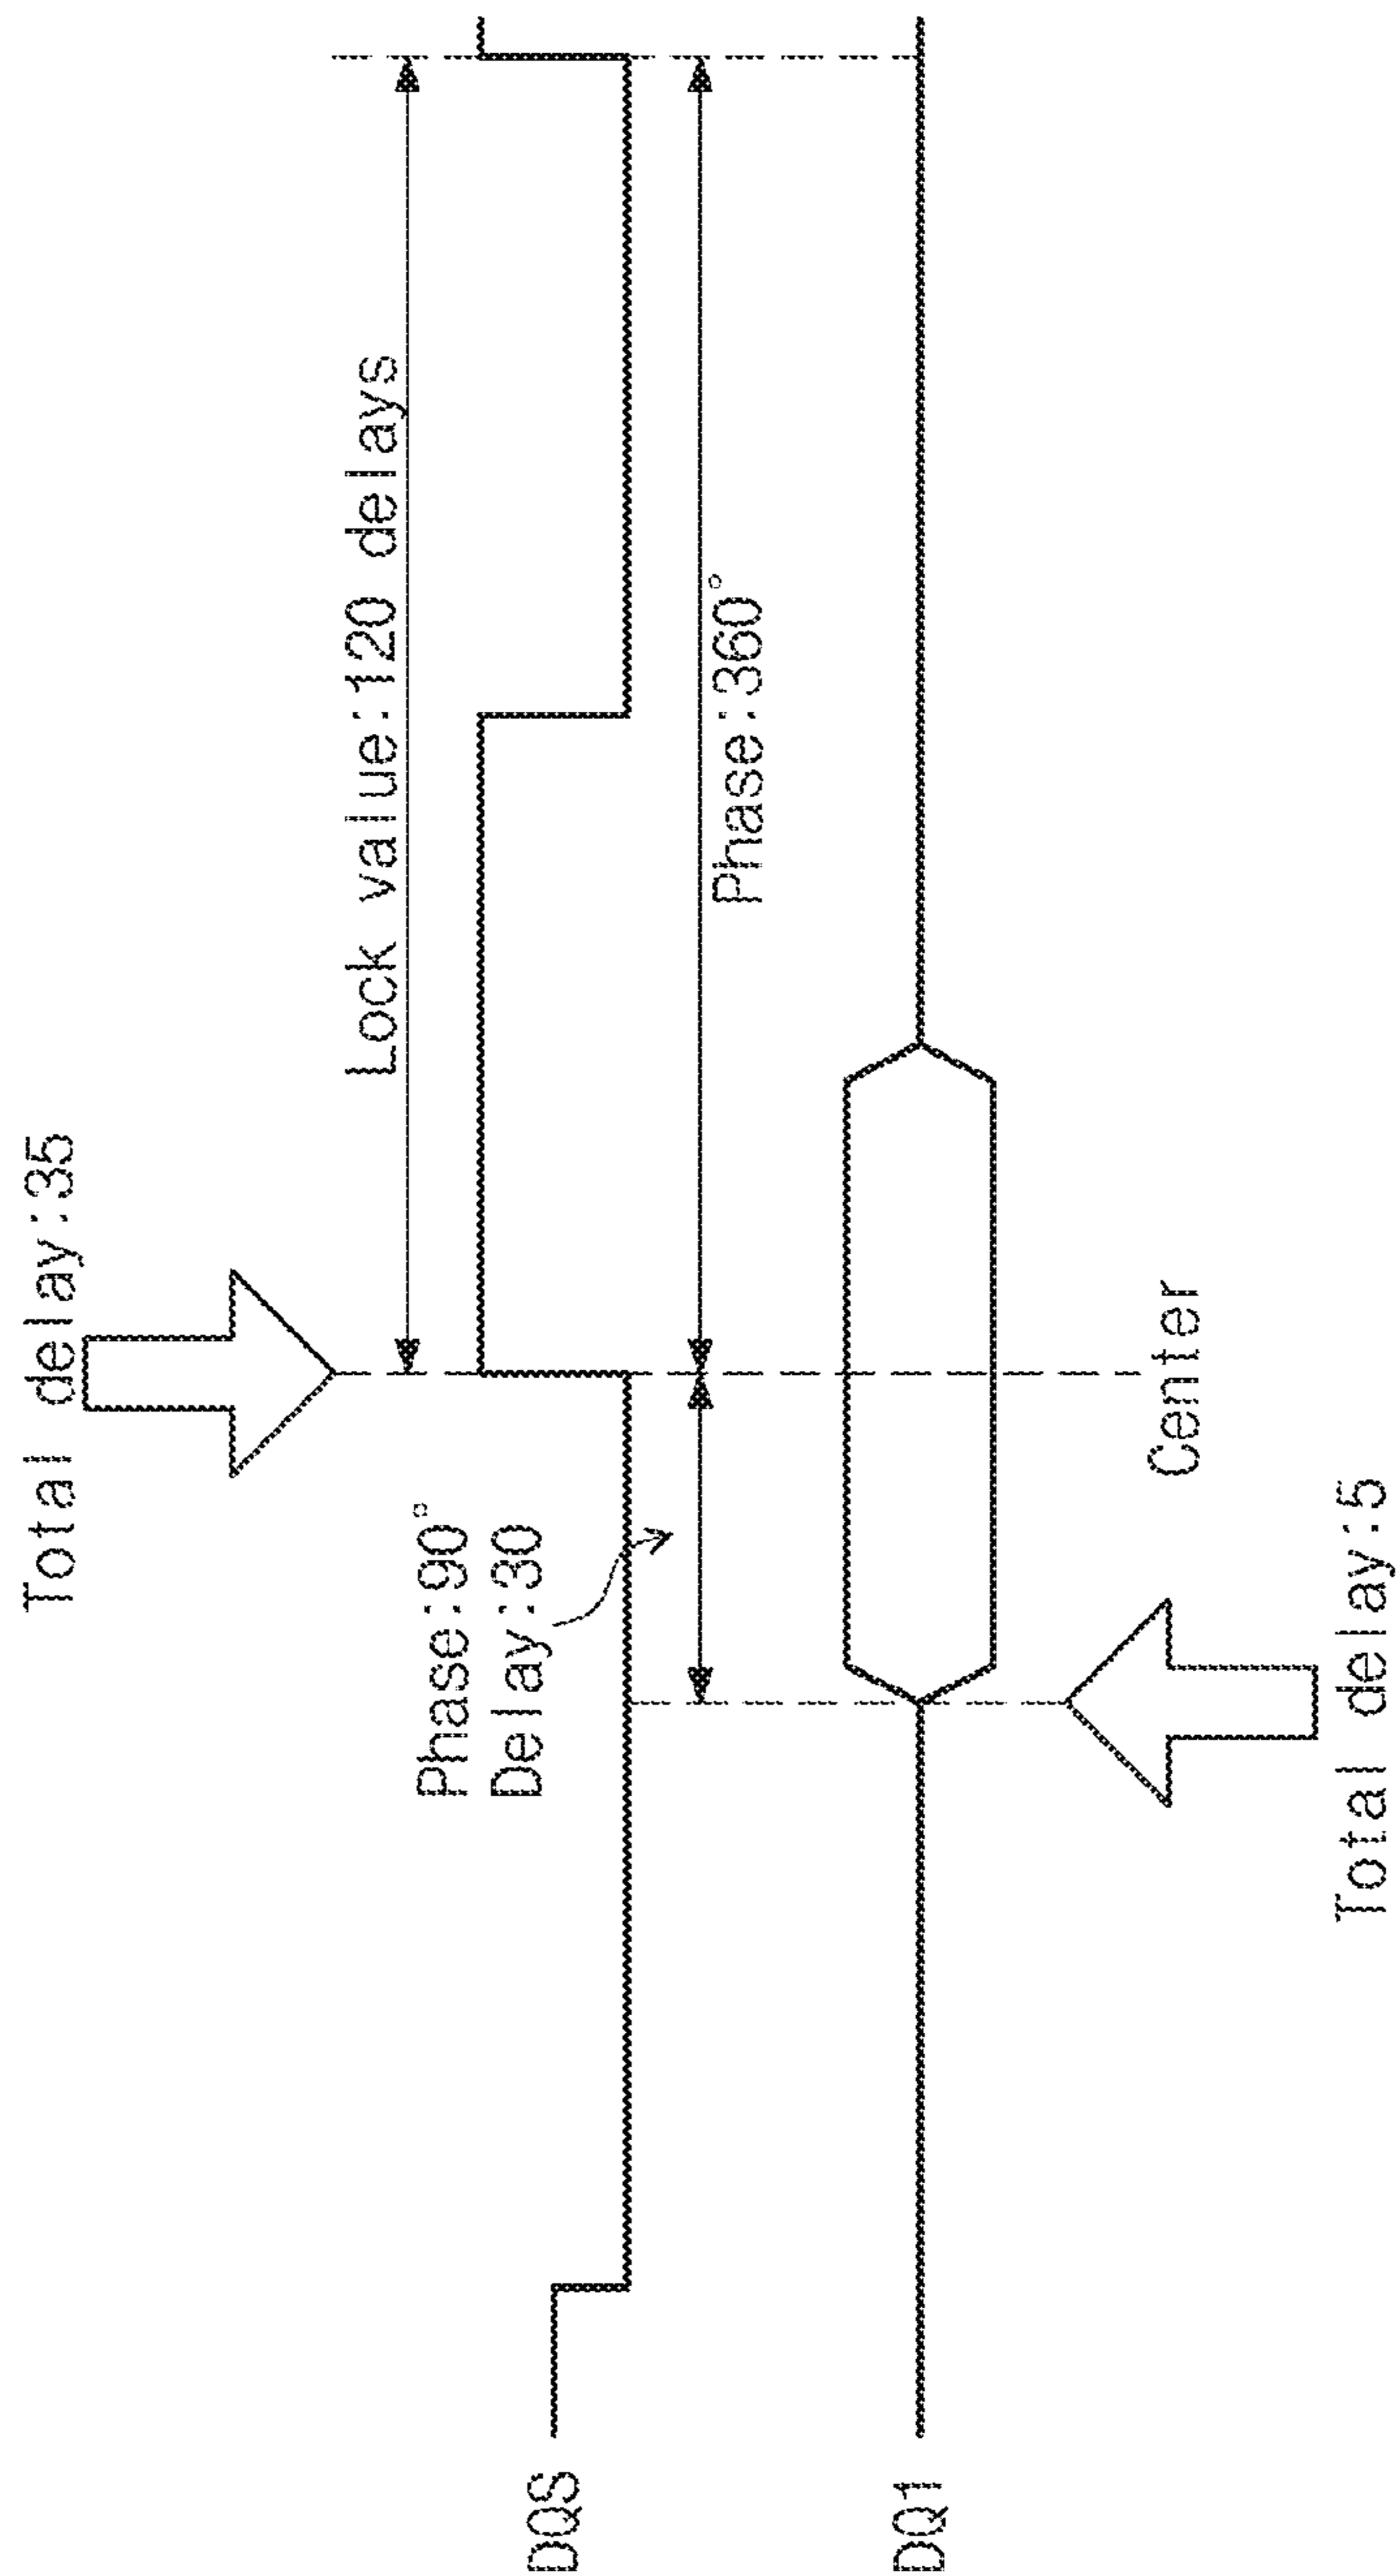 Total delay:35
Lock value:120 delays
Phase:90°
Delay:30
DQS
Phase:360°
DQ1
Center
Total delay:5